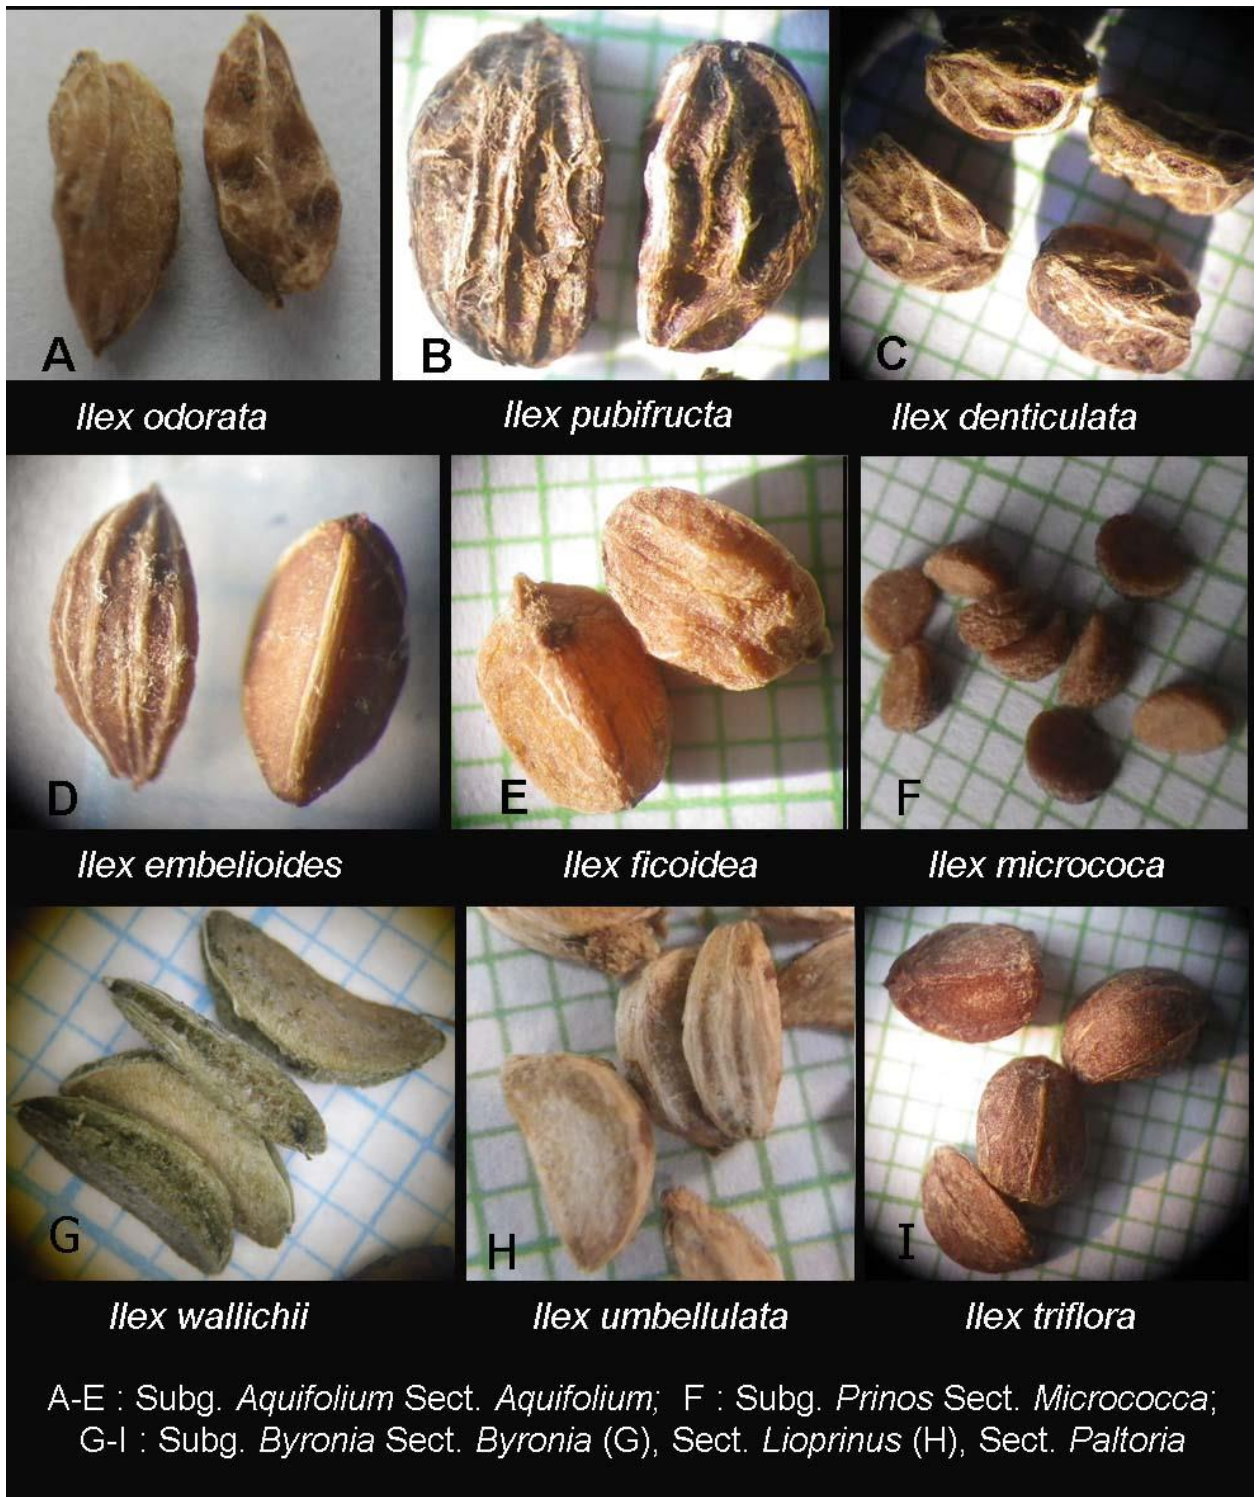 A
B
C
Ilex odorata
Ilex pubifructa
Ilex denticulata
D
E
F
Ilex embelioides
Ilex ficoidea
Ilex micrococa
G
H
I
Ilex wallichii
Ilex umbellulata
Ilex triflora
A-E : Subg. Aquifolium Sect. Aquifolium; F : Subg. Prinos Sect. Micrococca;
G-I : Subg. Byronia Sect. Byronia (G), Sect. Lioprinus (H), Sect. Paltoria